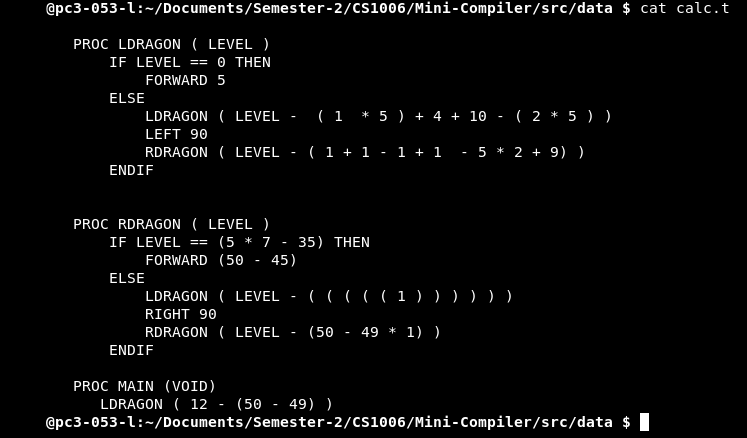 @pc3-053-l:~/Documents/Semester-2/CS1006/Mini-Compiler/src/data $ cat calc.t
PROC LDRAGON ( LEVEL )
IF LEVEL == 0 THEN
FORWARD 5
ELSE
LDRAGON ( LEVEL -  ( 1  * 5 ) + 4 + 10 - ( 2 * 5 ) )
LEFT 90
RDRAGON ( LEVEL - ( 1 + 1 - 1 + 1  - 5 * 2 + 9) )
ENDIF
PROC RDRAGON ( LEVEL )
IF LEVEL == (5 * 7 - 35) THEN
FORWARD (50 - 45)
ELSE
LDRAGON ( LEVEL - ( ( ( ( ( 1 ) ) ) ) ) )
RIGHT 90
RDRAGON ( LEVEL - (50 - 49 * 1) )
ENDIF
PROC MAIN (VOID)
LDRAGON ( 12 - (50 - 49) )
@pc3-053-l:~/Documents/Semester-2/CS1006/Mini-Compiler/src/data $